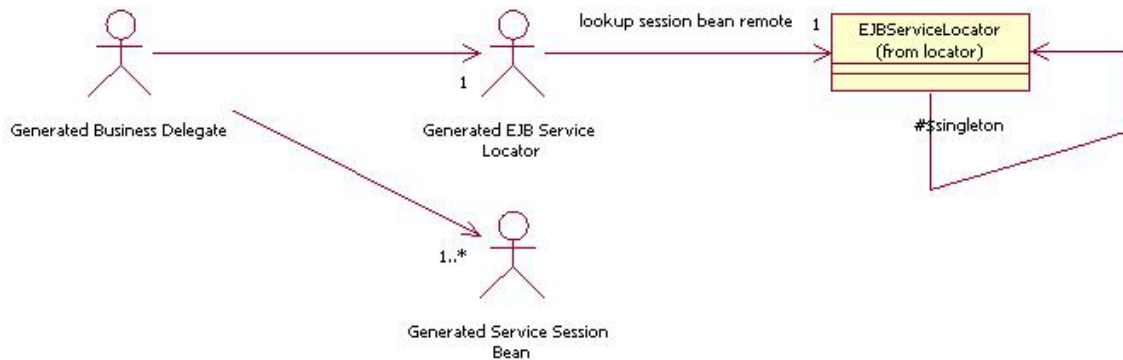 lookup session bean remote
1
EJBServiceLocator
(from locator)
1
Generated Business Delegate
Generated EJB Service
Locator
#$singleton
1..*
Generated Service Session
Bean